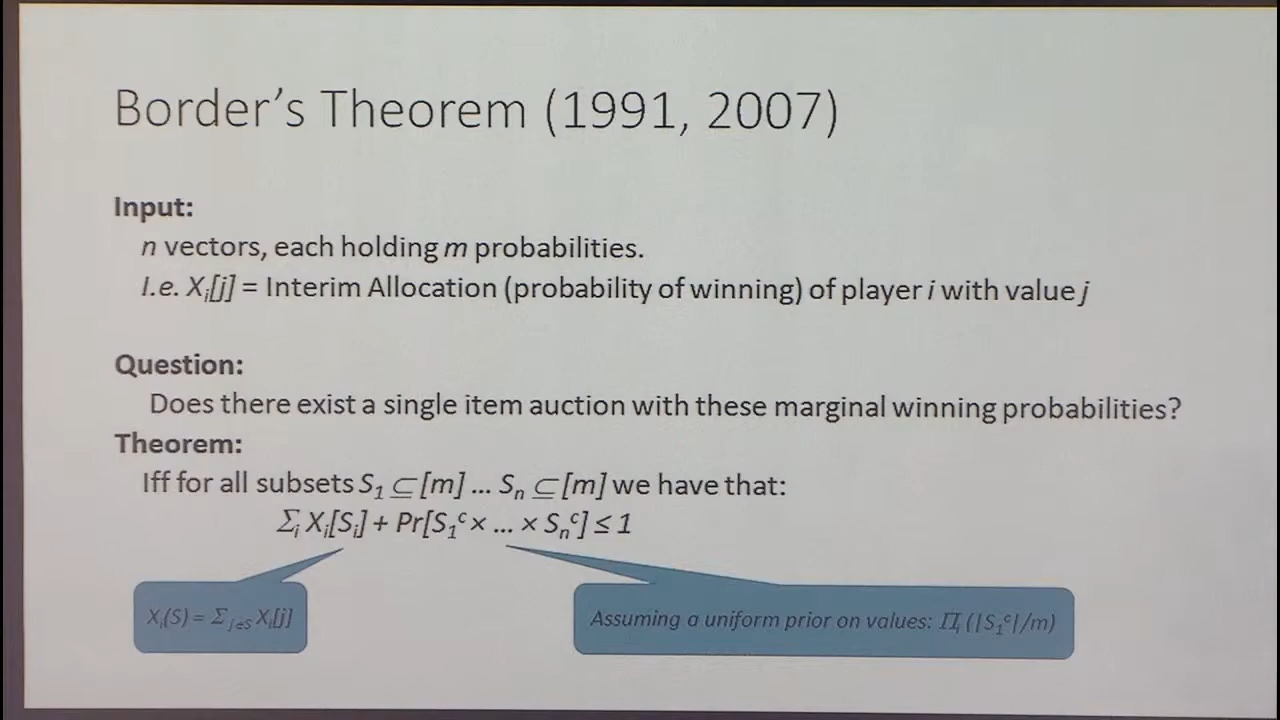 Border's Theorem (1991, 2007)
Input:
n vectors, each holding m probabilities.
I.e. Xᵢ[j] = Interim Allocation (probability of winning) of player i with value j
Question:
Does there exist a single item auction with these marginal winning probabilities?
Theorem:
Iff for all subsets S₁ ⊆ [m] ... Sₙ ⊆ [m] we have that:
Σᵢ Xᵢ[Sᵢ] + Pr[S₁ᶜ × ... × Sₙᶜ] ≤ 1
Xᵢ(S) = Σ_{j∈S} Xᵢ[j]
Assuming a uniform prior on values: Πᵢ (|S₁ᶜ|/m)